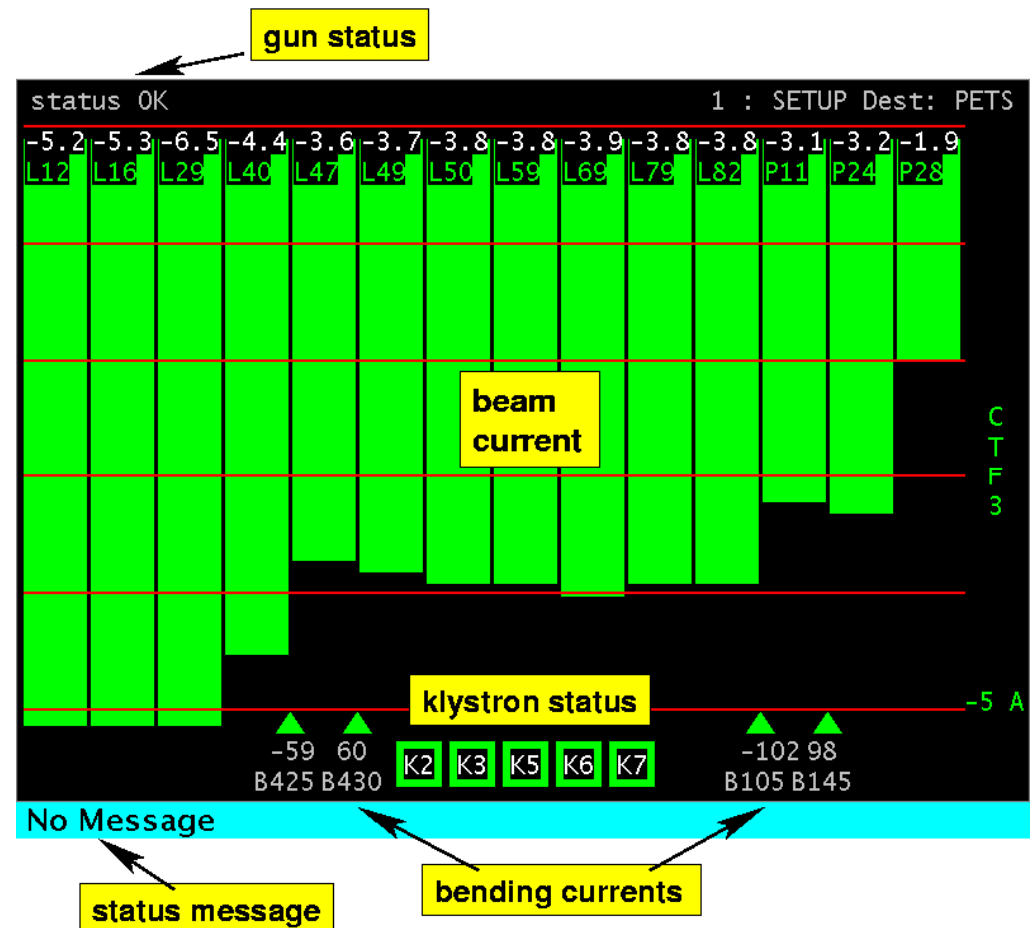 gun status
status OK
1 : SETUP Dest: PETS
-5.2 -5.3 -6.5 -4.4 -3.6 -3.7 -3.8 -3.8 -3.9 -3.8 -3.8 -3.1 -3.2 -1.9
L12 L16 L29 L40 L47 L49 L50 L59 L69 L79 L82 P11 P24 P28
beam
current
C
T
F
3
klystron status
-5 A
-59 60
B425 B430
K2 K3 K5 K6 K7
-102 98
B105 B145
No Message
bending currents
status message